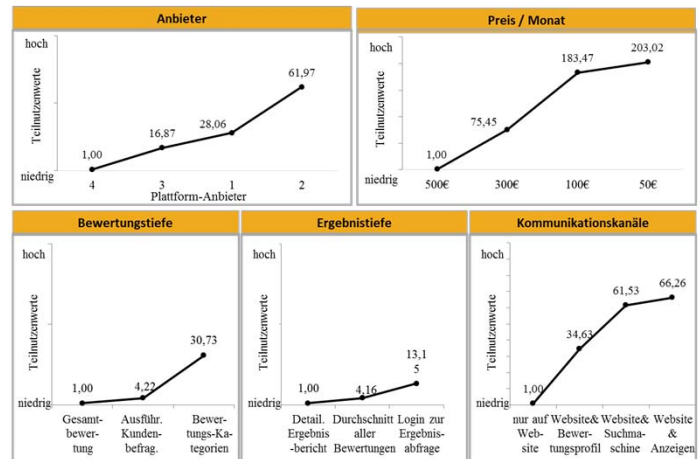 Anbieter
hoch
Teilnutzenwerte
niedrig
1,00
16,87
28,06
61,97
4
3
1
2
Plattform-Anbieter
Preis / Monat
hoch
Teilnutzenwerte
niedrig
1,00
75,45
183,47
203,02
500€
300€
100€
50€
Bewertungstiefe
hoch
Teilnutzenwerte
niedrig
1,00
4,22
30,73
Gesamt-
bewer-
tung
Ausführ.
Kunden-
befrag.
Bewer-
tungs-Ka-
tegorien
Ergebnistiefe
hoch
Teilnutzenwerte
niedrig
1,00
4,16
13,1
5
Detail.
Ergebnis
-bericht
Durchschnitt
aller
Bewertungen
Login zur
Ergebnis-
abfrage
Kommunikationskanäle
hoch
Teilnutzenwerte
niedrig
1,00
34,63
61,53
66,26
nur auf
Web-
site
Website&
Bewer-
tungsprofil
Website&
Suchma-
schine
Website
&
Anzeigen